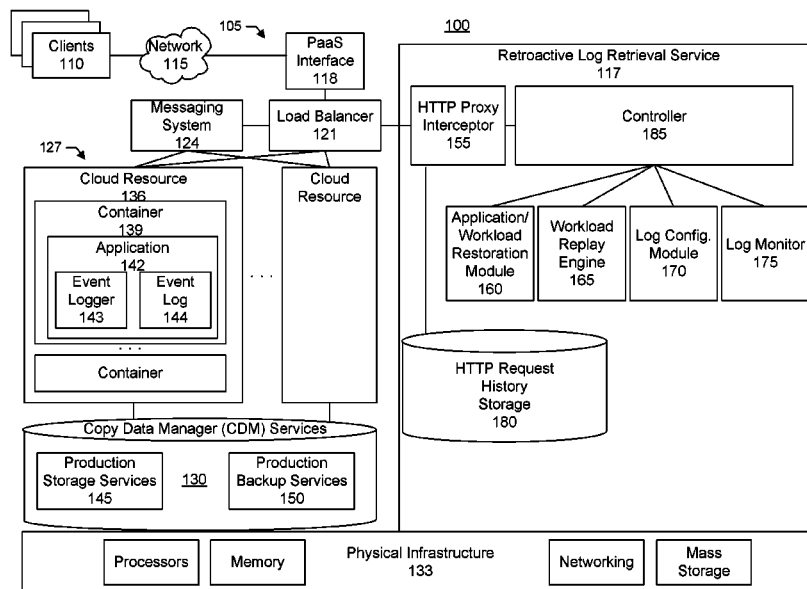 100
105
Clients
110
Network
115
PaaS
Interface
118
Retroactive Log Retrieval Service
117
Messaging
System
124
Load Balancer
121
HTTP Proxy
Interceptor
155
Controller
185
127
Cloud Resource
136
Container
139
Application
142
Event
Logger
143
Event
Log
144
. . .
Container
. . .
Cloud
Resource
Application/
Workload
Restoration
Module
160
Workload
Replay
Engine
165
Log Config.
Module
170
Log Monitor
175
HTTP Request
History
Storage
180
Copy Data Manager (CDM) Services
Production
Storage Services
145
130
Production
Backup Services
150
Processors
Memory
Physical Infrastructure
133
Networking
Mass
Storage